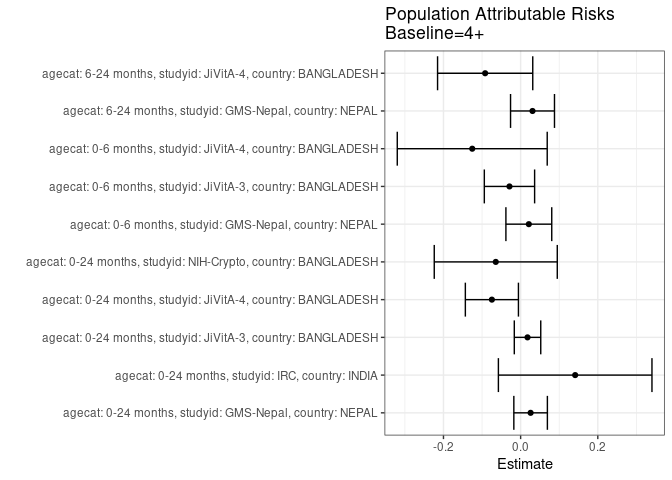 Population Attributable Risks
Baseline=4+
agecat: 6-24 months, studyid: JiVitA-4, country: BANGLADESH
agecat: 6-24 months, studyid: GMS-Nepal, country: NEPAL
agecat: 0-6 months, studyid: JiVitA-4, country: BANGLADESH
agecat: 0-6 months, studyid: JiVitA-3, country: BANGLADESH
agecat: 0-6 months, studyid: GMS-Nepal, country: NEPAL
agecat: 0-24 months, studyid: NIH-Crypto, country: BANGLADESH
agecat: 0-24 months, studyid: JiVitA-4, country: BANGLADESH
agecat: 0-24 months, studyid: JiVitA-3, country: BANGLADESH
agecat: 0-24 months, studyid: IRC, country: INDIA
agecat: 0-24 months, studyid: GMS-Nepal, country: NEPAL
-0.2 0.0 0.2
Estimate